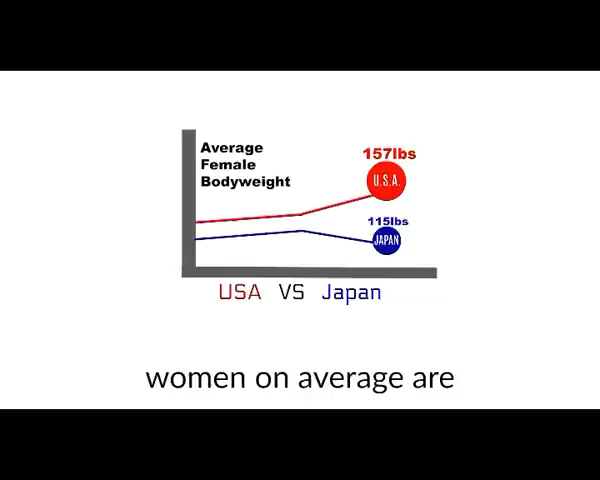 Average
Female
Bodyweight
157lbs
U.S.A.
115lbs
JAPAN
USA VS Japan
women on average are